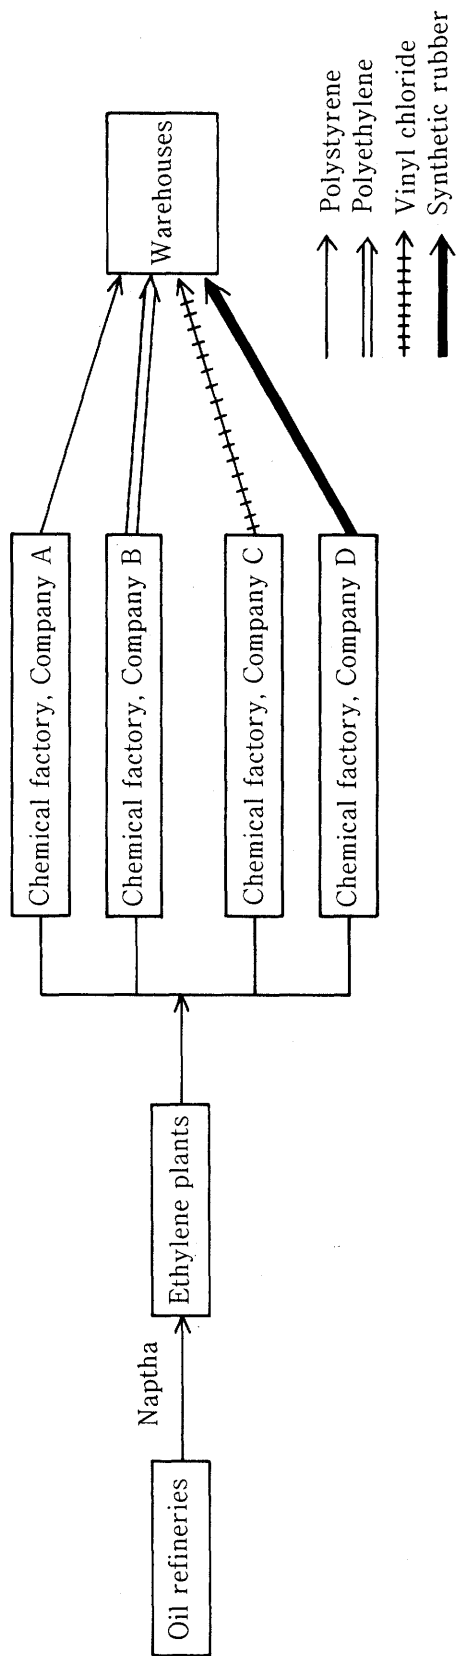 Oil refineries
Naptha
Ethylene plants
Chemical factory, Company A
Chemical factory, Company B
Chemical factory, Company C
Chemical factory, Company D
Warehouses
Polystyrene
Polyethylene
Vinyl chloride
Synthetic rubber